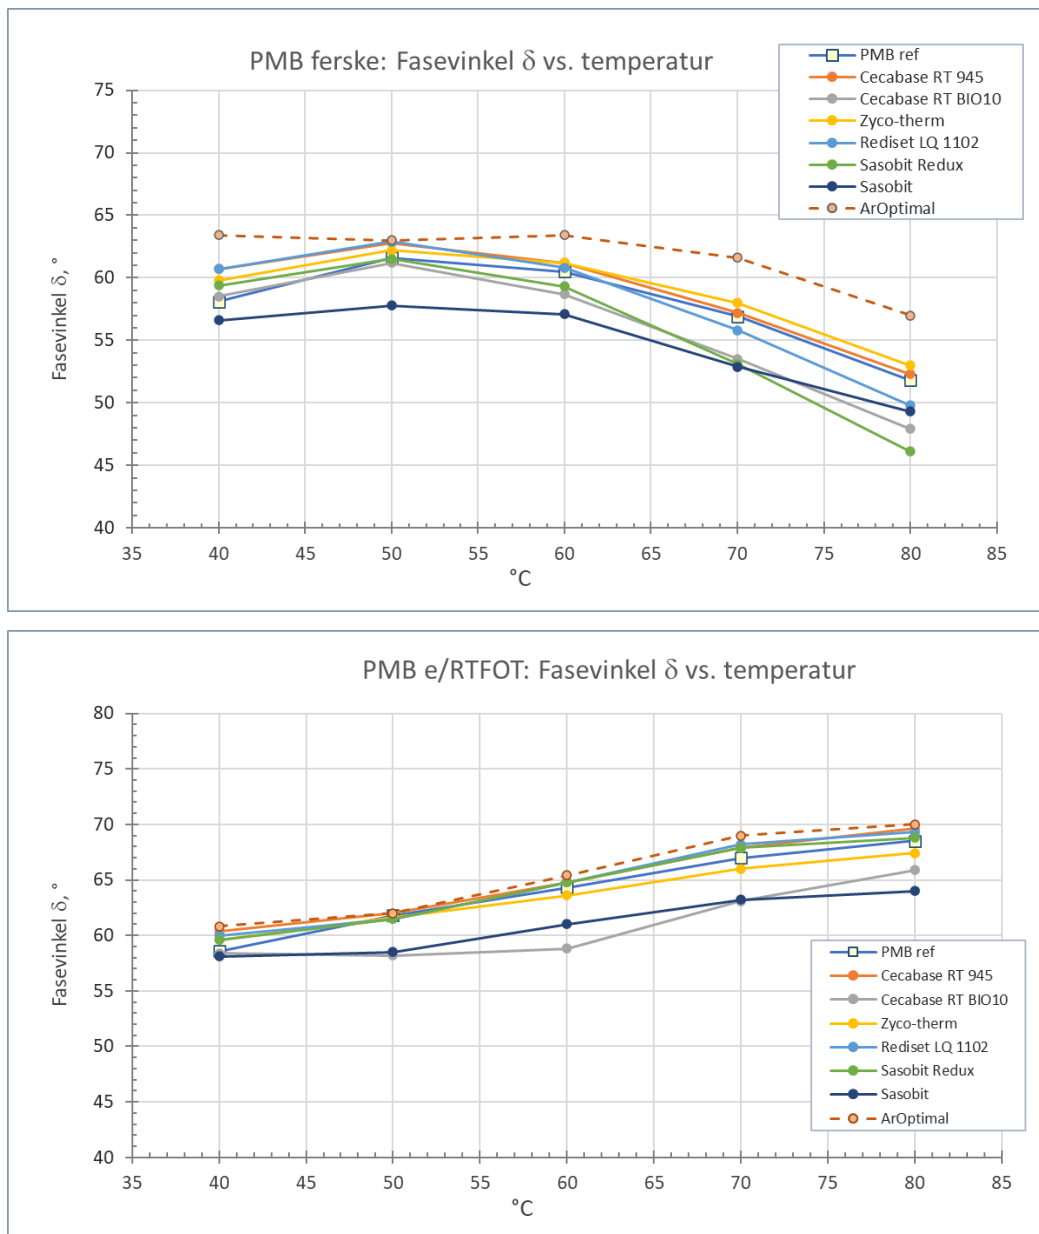 PMB ferske: Fasevinkel δ vs. temperatur
PMB ref
Cecabase RT 945
Cecabase RT BIO10
Zyco-therm
Rediset LQ 1102
Sasobit Redux
Sasobit
ArOptimal
75
70
65
60
55
50
45
40
Fasevinkel δ, °
35 40 45 50 55 60 65 70 75 80 85
°C
PMB e/RTFOT: Fasevinkel δ vs. temperatur
80
75
70
65
60
55
50
45
40
Fasevinkel δ, °
PMB ref
Cecabase RT 945
Cecabase RT BIO10
Zyco-therm
Rediset LQ 1102
Sasobit Redux
Sasobit
ArOptimal
35 40 45 50 55 60 65 70 75 80 85
°C